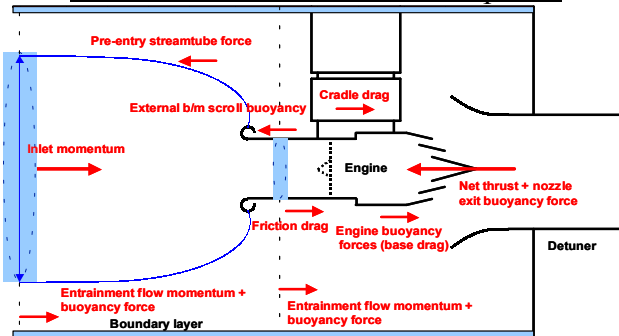 Pre-entry streamtube force
Cradle drag
External b/m scroll buoyancy
Inlet momentum
Engine
Net thrust + nozzle
exit buoyancy force
Friction drag
Engine buoyancy
forces (base drag)
Detuner
Entrainment flow momentum +
buoyancy force
Entrainment flow momentum +
buoyancy force
Boundary layer